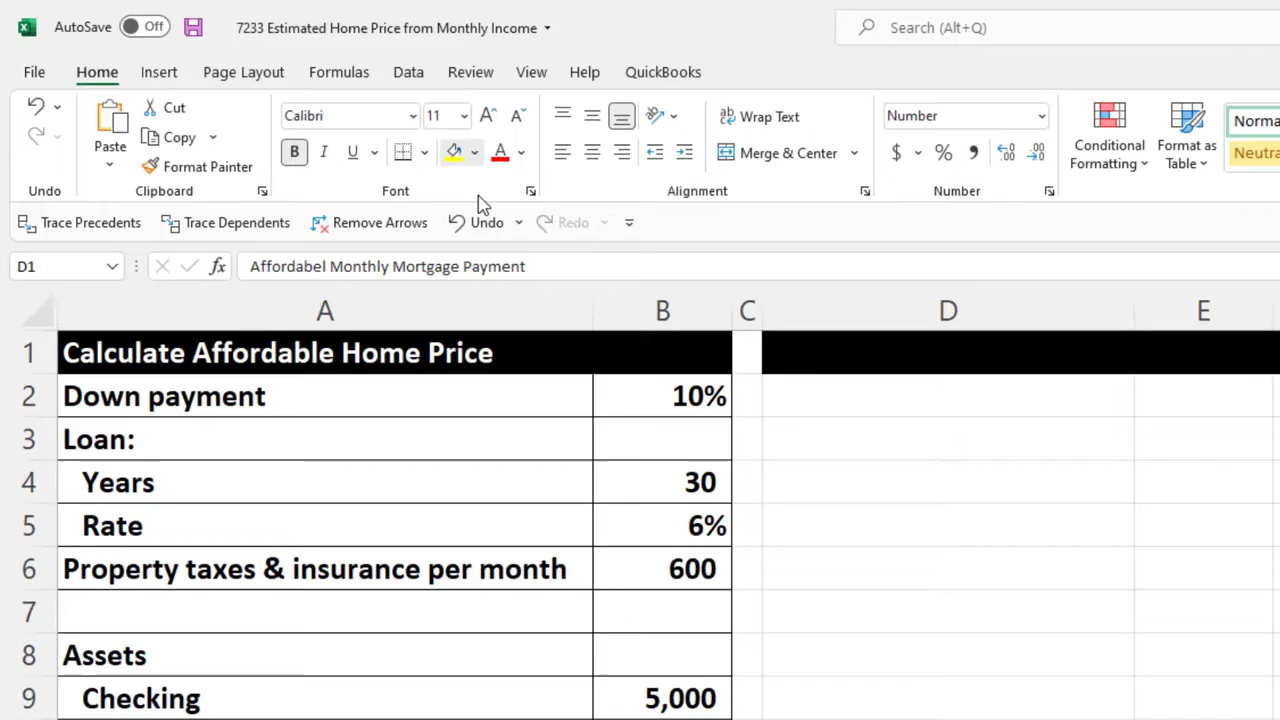 AutoSave Off 7233 Estimated Home Price from Monthly Income Search (Alt+Q)
File Home Insert Page Layout Formulas Data Review View Help QuickBooks
Paste Cut Copy Format Painter
Calibri 11 B I U
Wrap Text Merge & Center
Number $ % ,
Conditional Formatting Format as Table
Undo Clipboard Font Alignment Number
Trace Precedents Trace Dependents Remove Arrows Undo Redo
D1 fx Affordabel Monthly Mortgage Payment
A B C D E
1 Calculate Affordable Home Price
2 Down payment 10%
3 Loan:
4 Years 30
5 Rate 6%
6 Property taxes & insurance per month 600
7
8 Assets
9 Checking 5,000